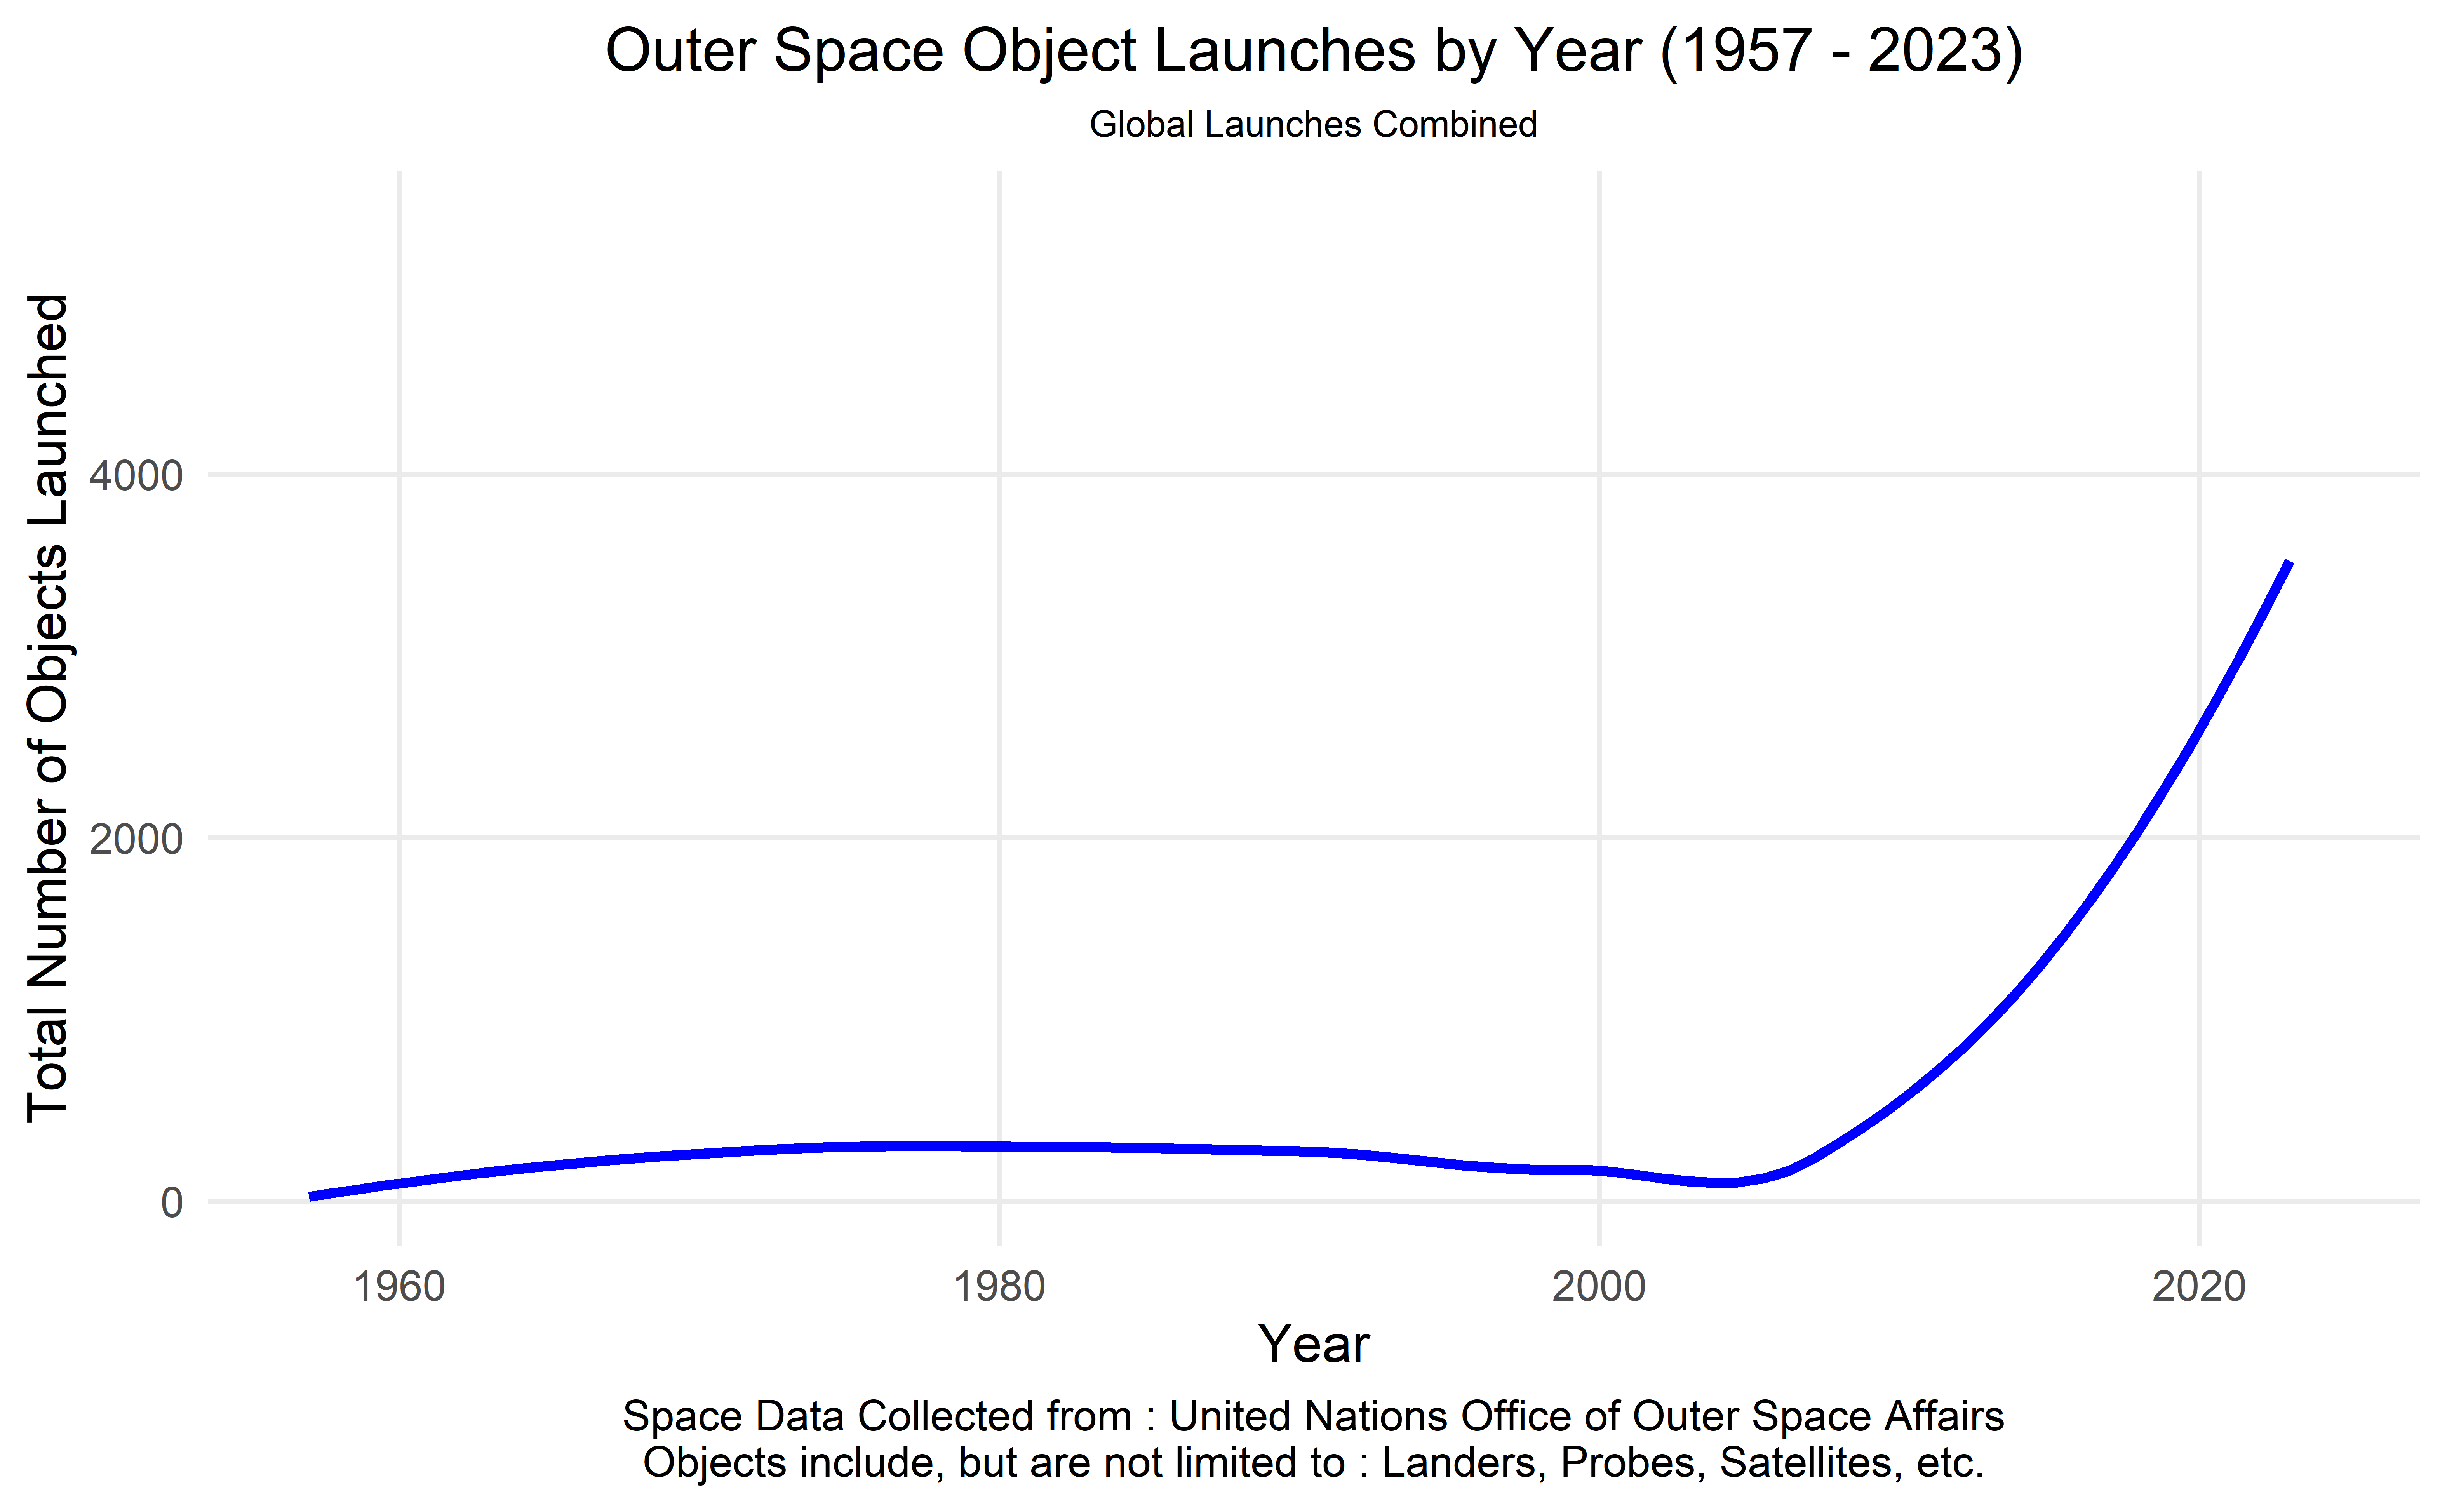 Outer Space Object Launches by Year (1957 - 2023)
Global Launches Combined
Total Number of Objects Launched
4000
2000
0
1960
1980
2000
2020
Year
Space Data Collected from : United Nations Office of Outer Space Affairs
Objects include, but are not limited to : Landers, Probes, Satellites, etc.